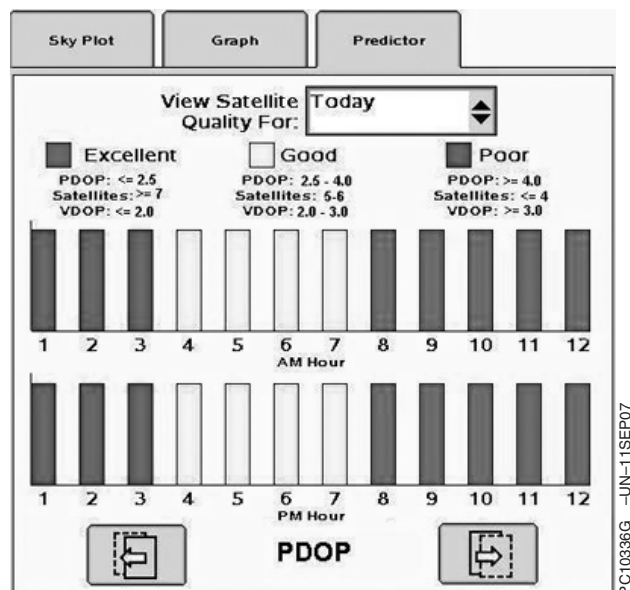 Sky Plot Graph Predictor
View Satellite Today
Quality For:
Excellent Good Poor
PDOP: <= 2.5 PDOP: 2.5 - 4.0 PDOP: >= 4.0
Satellites: >= 7 Satellites: 5-6 Satellites: <= 4
VDOP: <= 2.0 VDOP: 2.0 - 3.0 VDOP: >= 3.0
1 2 3 4 5 6 7 8 9 10 11 12
AM Hour
1 2 3 4 5 6 7 8 9 10 11 12
PM Hour
PDOP
PC10336G –UN–11SEP07